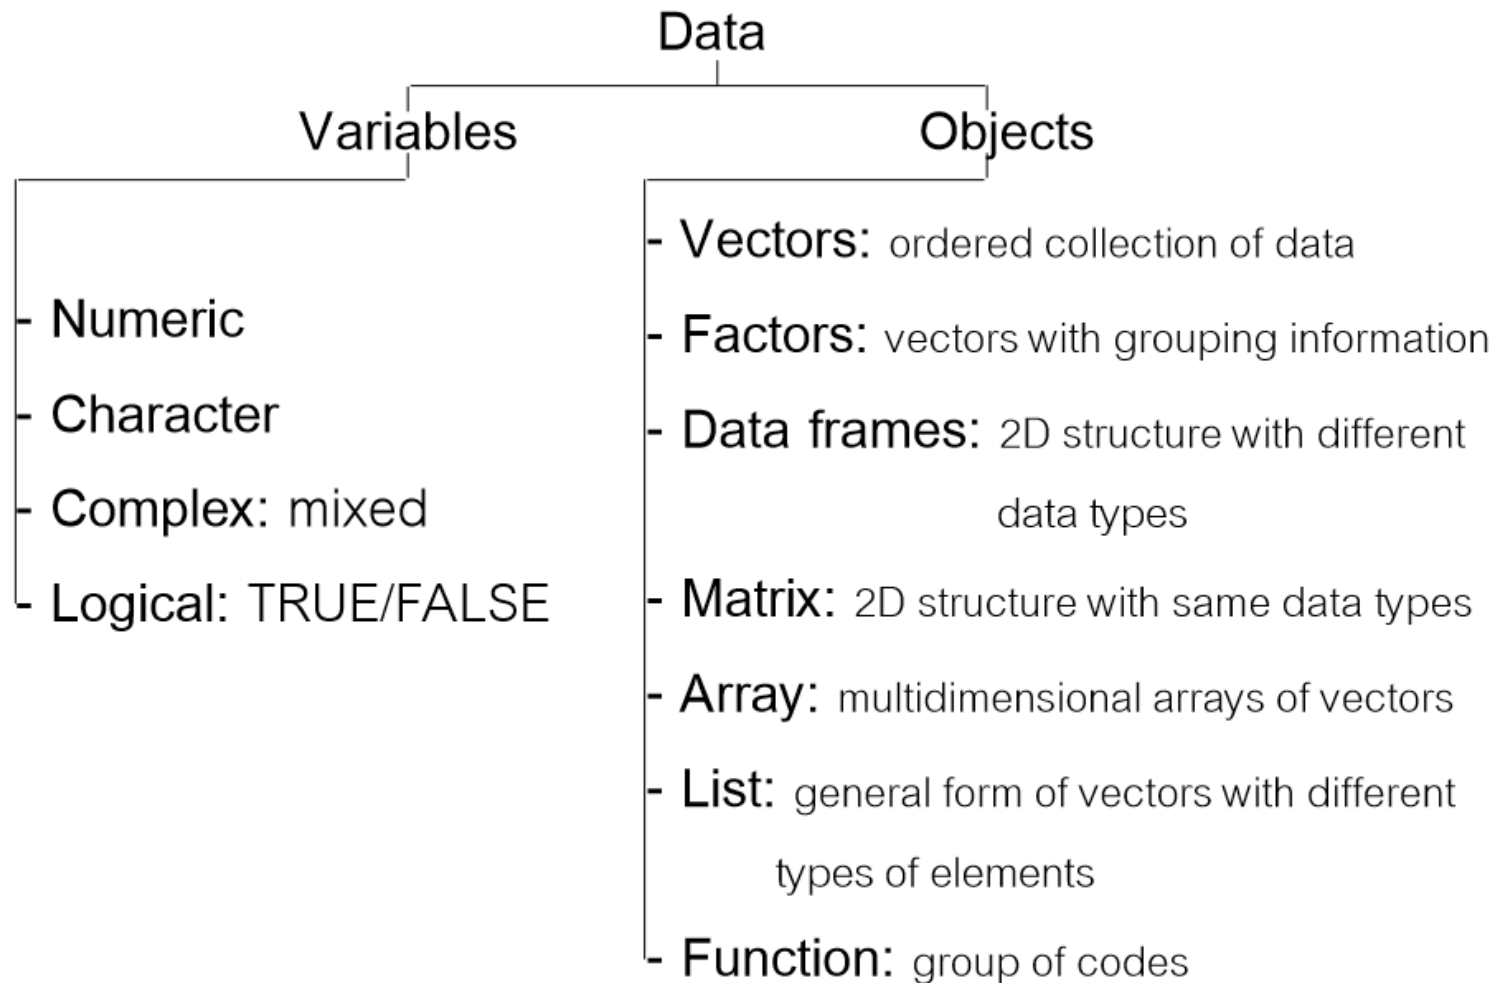 Data
Variables
Objects
- Numeric
- Character
- Complex: mixed
- Logical: TRUE/FALSE
- Vectors: ordered collection of data
- Factors: vectors with grouping information
- Data frames: 2D structure with different
data types
- Matrix: 2D structure with same data types
- Array: multidimensional arrays of vectors
- List: general form of vectors with different
types of elements
- Function: group of codes